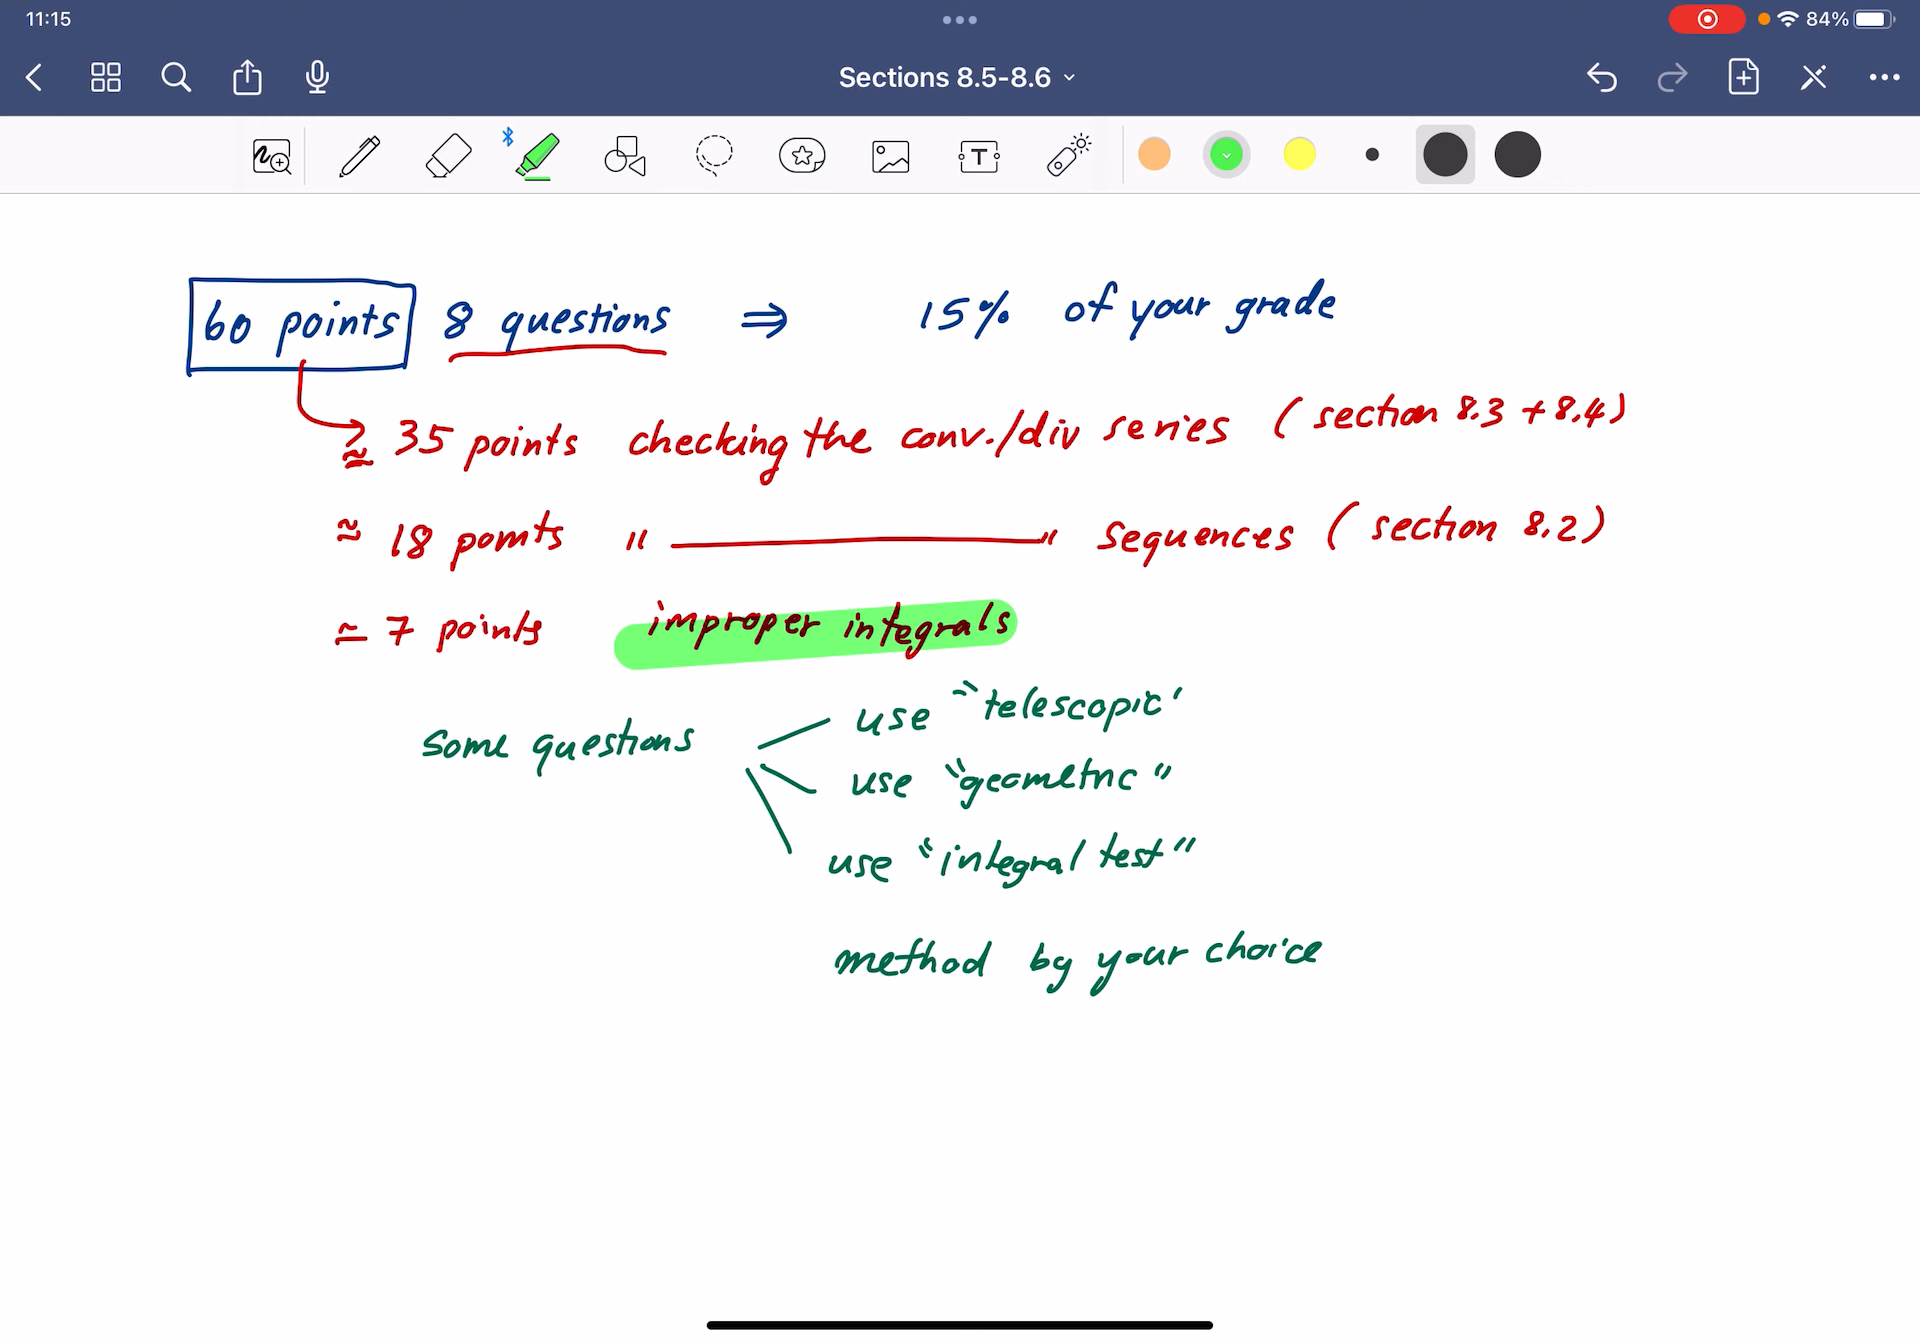 11:15
84%
Sections 8.5-8.6
T
60 points 8 questions ⇒ 15% of your grade
≈ 35 points checking the conv./div series (section 8.3 + 8.4)
≈ 18 points " ———— " sequences (section 8.2)
≃ 7 points improper integrals
Some questions
use "telescopic"
use "geometric"
use "integral test"
method by your choice